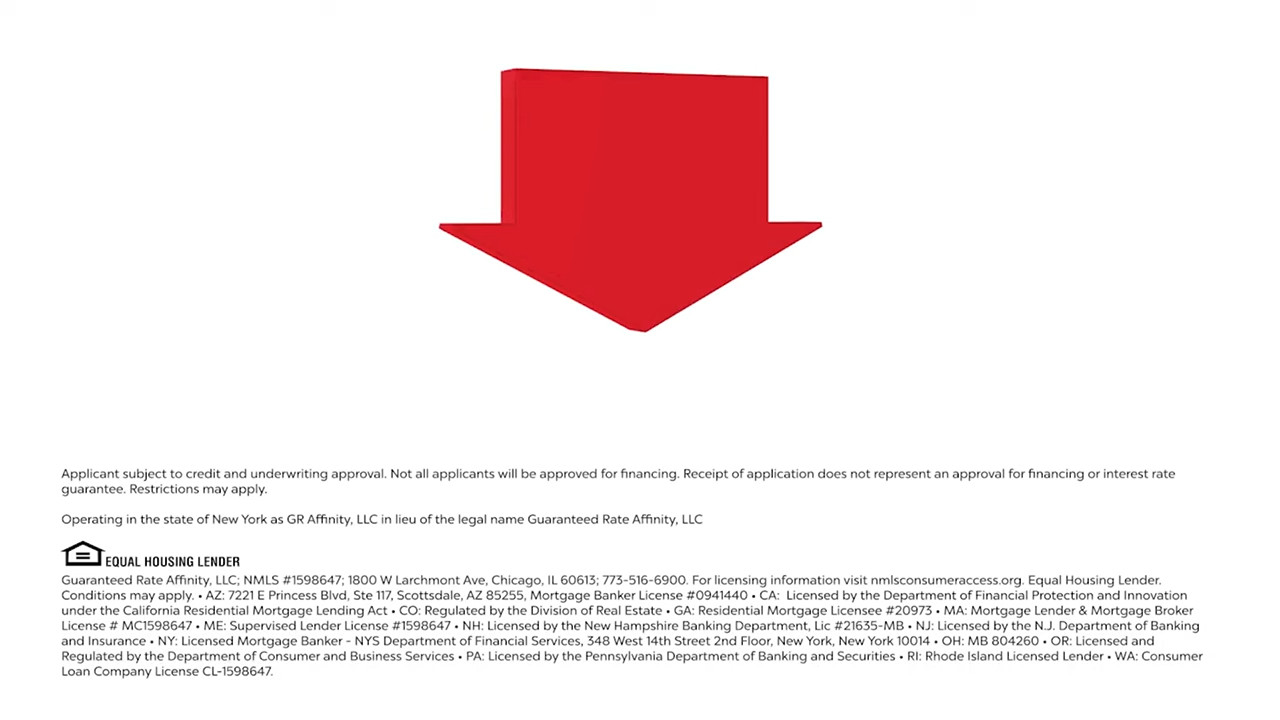 Applicant subject to credit and underwriting approval. Not all applicants will be approved for financing. Receipt of application does not represent an approval for financing or interest rate
guarantee. Restrictions may apply.
Operating in the state of New York as GR Affinity, LLC in lieu of the legal name Guaranteed Rate Affinity, LLC
EQUAL HOUSING LENDER
Guaranteed Rate Affinity, LLC; NMLS #1598647; 1800 W Larchmont Ave, Chicago, IL 60613; 773-516-6900. For licensing information visit nmlsconsumeraccess.org. Equal Housing Lender.
Conditions may apply. • AZ: 7221 E Princess Blvd, Ste 117, Scottsdale, AZ 85255, Mortgage Banker License #0941440 • CA: Licensed by the Department of Financial Protection and Innovation
under the California Residential Mortgage Lending Act • CO: Regulated by the Division of Real Estate • GA: Residential Mortgage Licensee #20973 • MA: Mortgage Lender & Mortgage Broker
License # MC1598647 • ME: Supervised Lender License #1598647 • NH: Licensed by the New Hampshire Banking Department, Lic #21635-MB • NJ: Licensed by the N.J. Department of Banking
and Insurance • NY: Licensed Mortgage Banker - NYS Department of Financial Services, 348 West 14th Street 2nd Floor, New York, New York 10014 • OH: MB 804260 • OR: Licensed and
Regulated by the Department of Consumer and Business Services • PA: Licensed by the Pennsylvania Department of Banking and Securities • RI: Rhode Island Licensed Lender • WA: Consumer
Loan Company License CL-1598647.